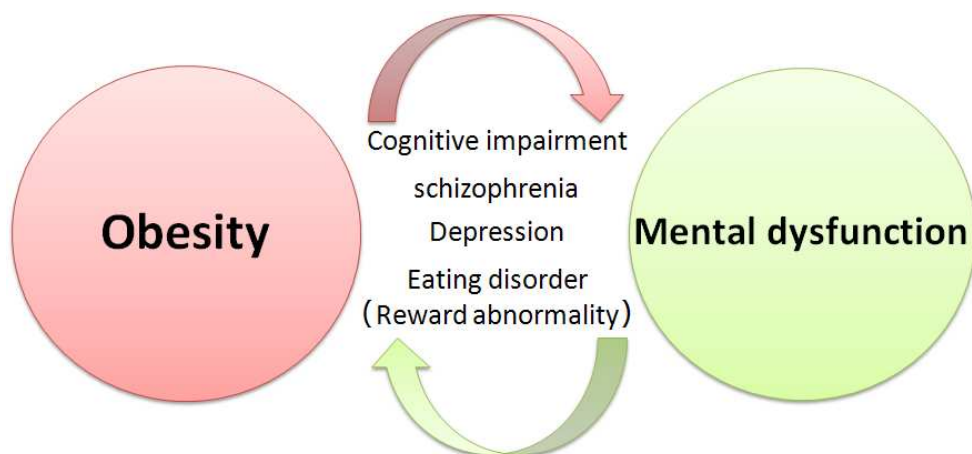 Obesity
Cognitive impairment
schizophrenia
Depression
Eating disorder
(Reward abnormality)
Mental dysfunction